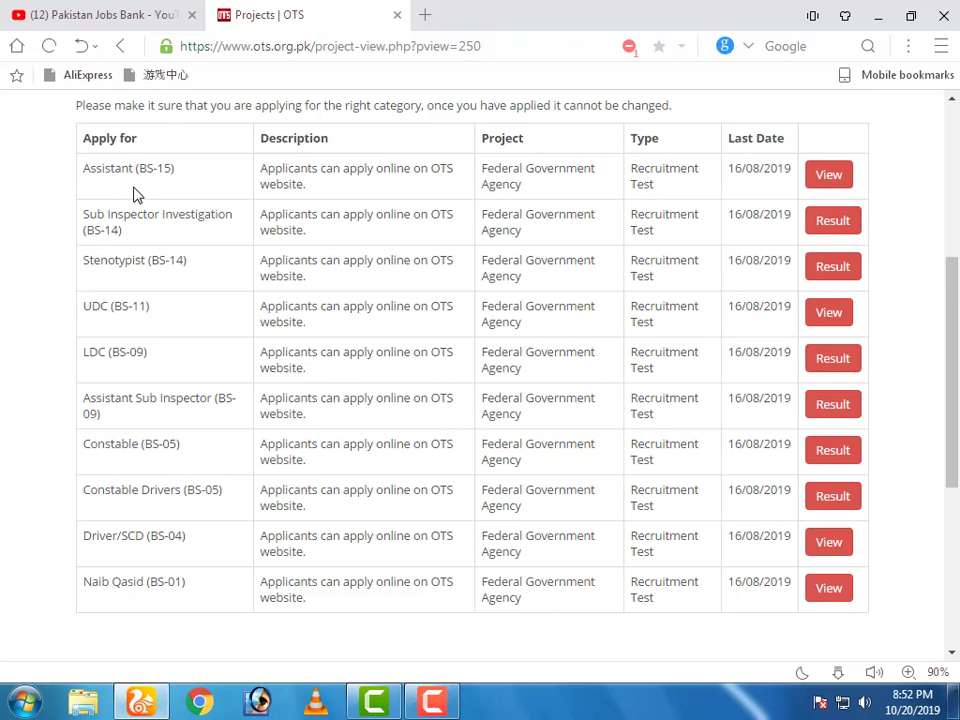 (12) Pakistan Jobs Bank - YouT
Projects | OTS
https://www.ots.org.pk/project-view.php?pview=250
1
g
Google
AliExpress
游戏中心
Mobile bookmarks
Please make it sure that you are applying for the right category, once you have applied it cannot be changed.
Apply for Description Project Type Last Date
Assistant (BS-15) Applicants can apply online on OTS Federal Government Recruitment 16/08/2019 View
website. Agency Test
Sub Inspector Investigation Applicants can apply online on OTS Federal Government Recruitment 16/08/2019 Result
(BS-14) website. Agency Test
Stenotypist (BS-14) Applicants can apply online on OTS Federal Government Recruitment 16/08/2019 Result
website. Agency Test
UDC (BS-11) Applicants can apply online on OTS Federal Government Recruitment 16/08/2019 View
website. Agency Test
LDC (BS-09) Applicants can apply online on OTS Federal Government Recruitment 16/08/2019 Result
website. Agency Test
Assistant Sub Inspector (BS- Applicants can apply online on OTS Federal Government Recruitment 16/08/2019 Result
09) website. Agency Test
Constable (BS-05) Applicants can apply online on OTS Federal Government Recruitment 16/08/2019 Result
website. Agency Test
Constable Drivers (BS-05) Applicants can apply online on OTS Federal Government Recruitment 16/08/2019 Result
website. Agency Test
Driver/SCD (BS-04) Applicants can apply online on OTS Federal Government Recruitment 16/08/2019 View
website. Agency Test
Naib Qasid (BS-01) Applicants can apply online on OTS Federal Government Recruitment 16/08/2019 View
website. Agency Test
90%
8:52 PM
10/20/2019